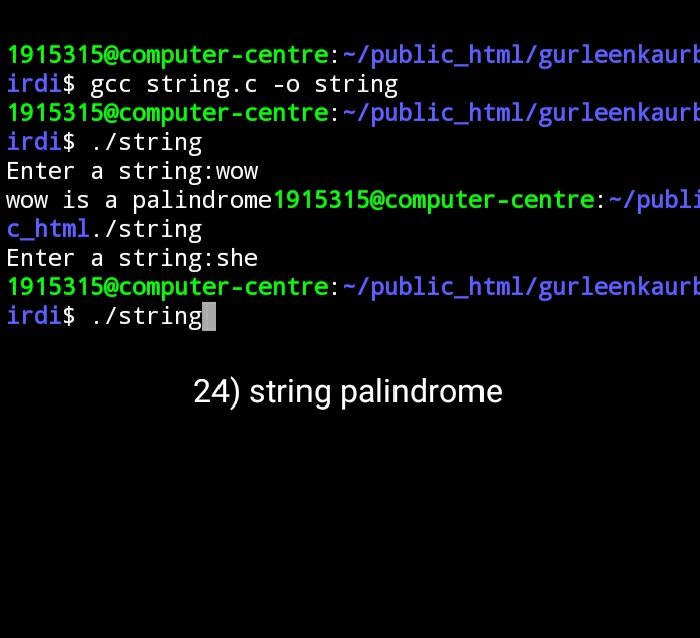 1915315@computer-centre:~/public_html/gurleenkaurb
irdi$ gcc string.c -o string
1915315@computer-centre:~/public_html/gurleenkaurb
irdi$ ./string
Enter a string:wow
wow is a palindrome1915315@computer-centre:~/publi
c_html./string
Enter a string:she
1915315@computer-centre:~/public_html/gurleenkaurb
irdi$ ./string
24) string palindrome